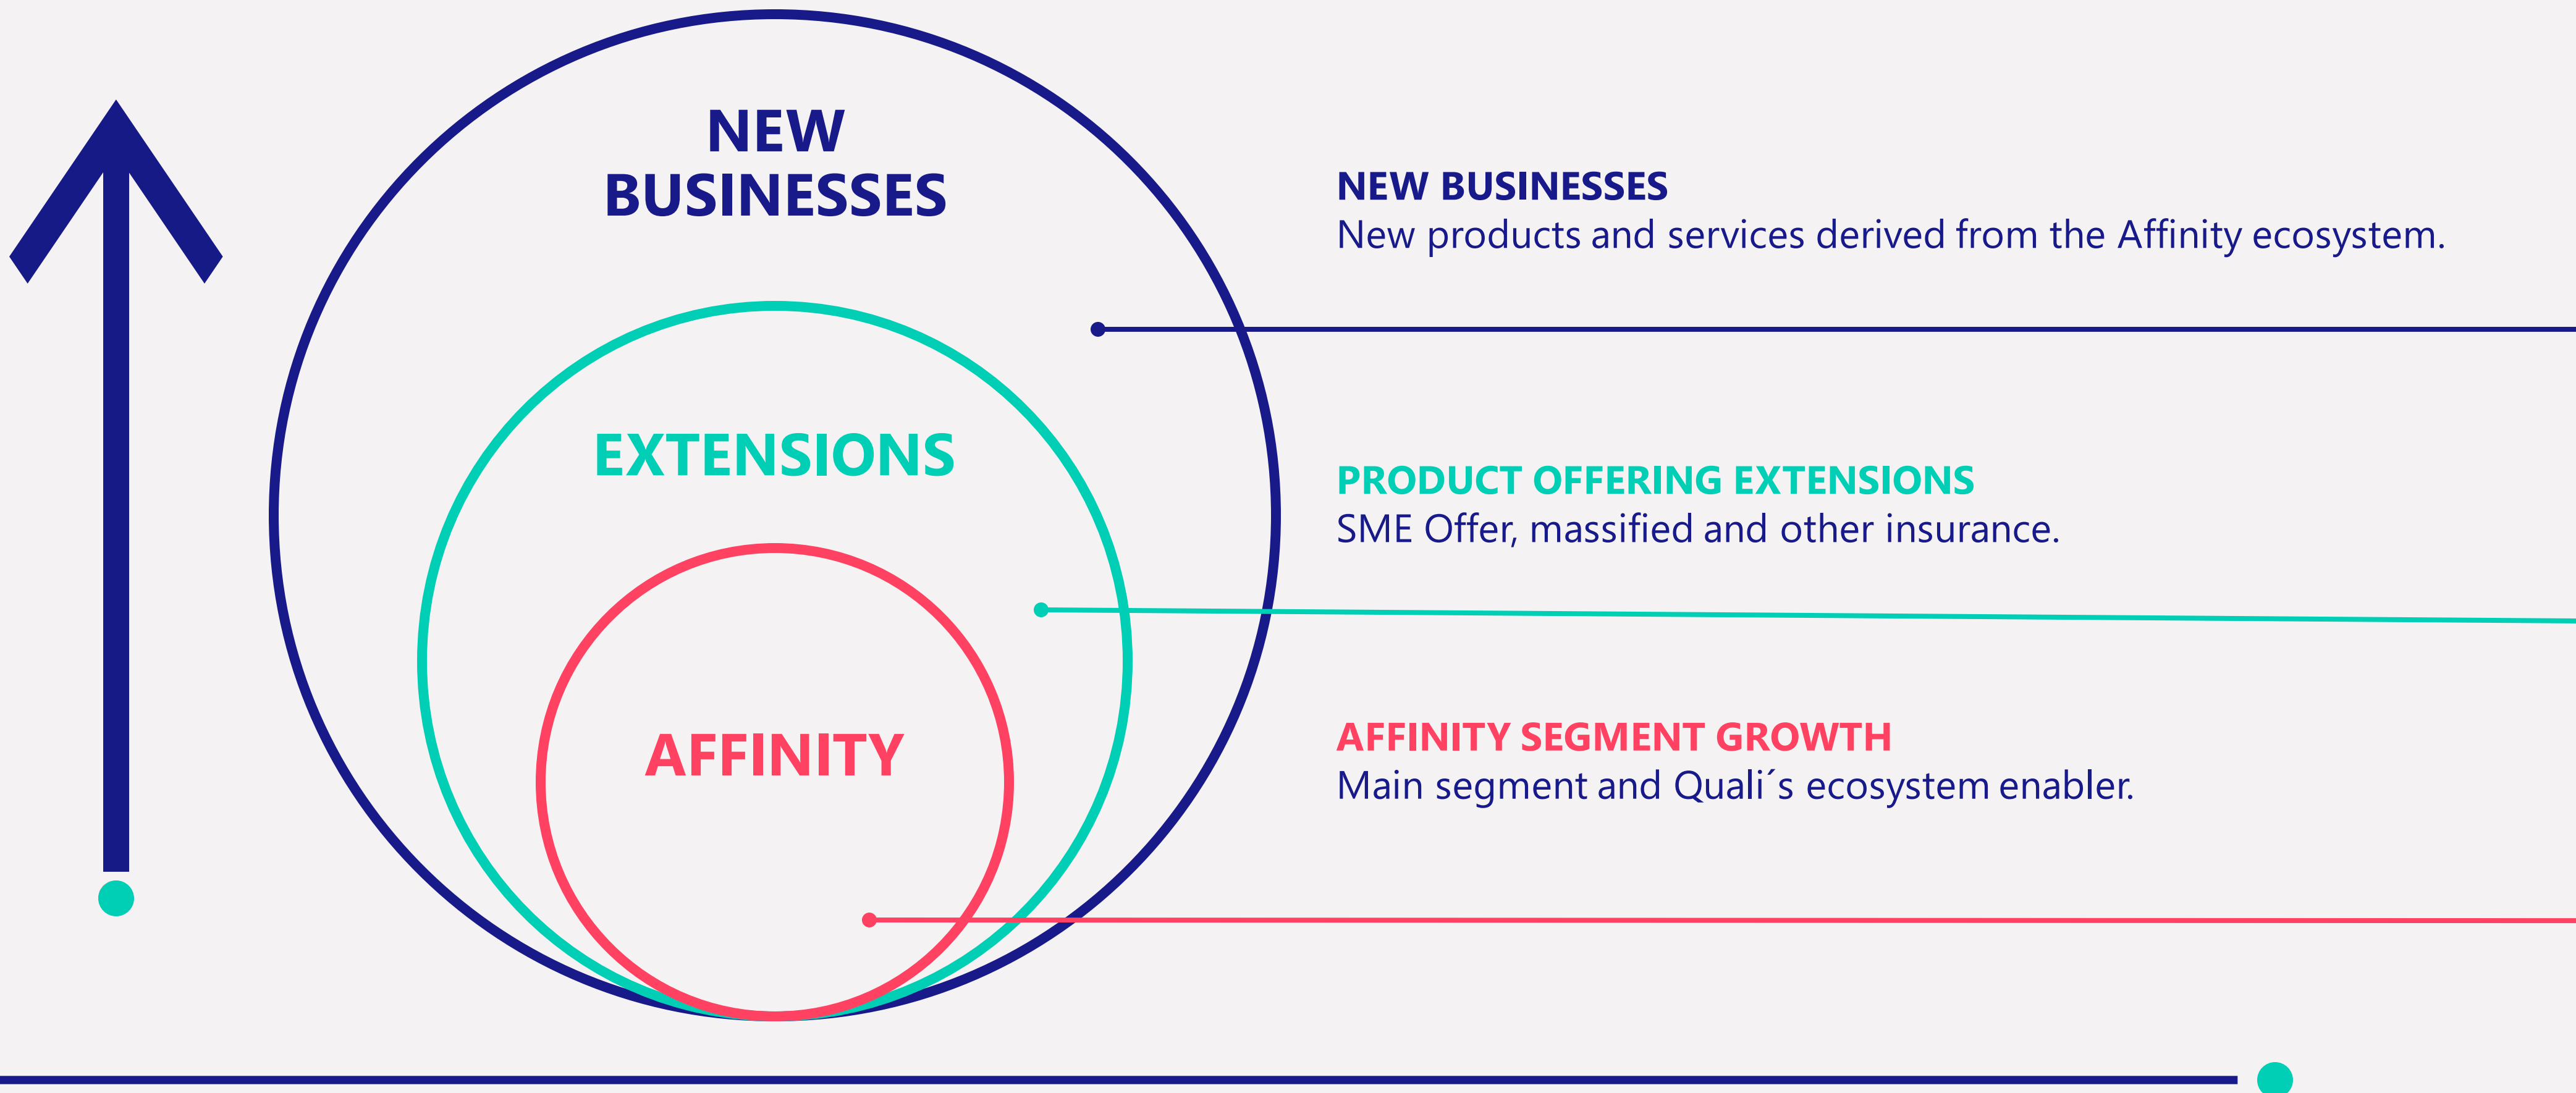 NEW
BUSINESSES
EXTENSIONS
AFFINITY
NEW BUSINESSES
New products and services derived from the Affinity ecosystem.
PRODUCT OFFERING EXTENSIONS
SME Offer, massified and other insurance.
AFFINITY SEGMENT GROWTH
Main segment and Quali´s ecosystem enabler.